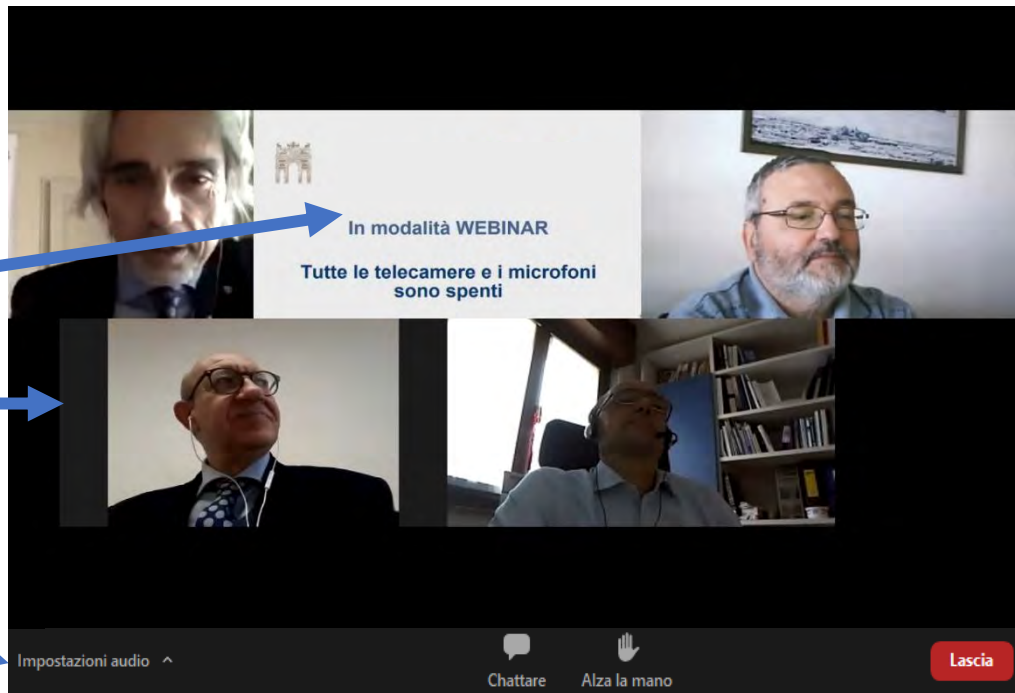 In modalità WEBINAR
Tutte le telecamere e i microfoni
sono spenti
Impostazioni audio
Chattare
Alza la mano
Lascia